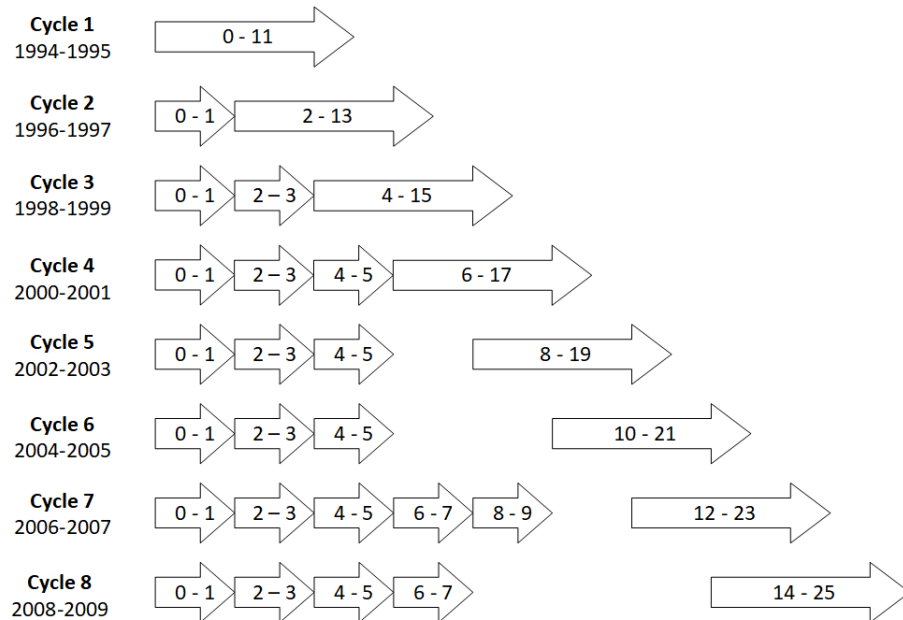 Cycle 1
1994-1995
0 - 11
Cycle 2
1996-1997
0 - 1
2 - 13
Cycle 3
1998-1999
0 - 1
2 – 3
4 - 15
Cycle 4
2000-2001
0 - 1
2 – 3
4 - 5
6 - 17
Cycle 5
2002-2003
0 - 1
2 – 3
4 - 5
8 - 19
Cycle 6
2004-2005
0 - 1
2 – 3
4 - 5
10 - 21
Cycle 7
2006-2007
0 - 1
2 – 3
4 - 5
6 - 7
8 - 9
12 - 23
Cycle 8
2008-2009
0 - 1
2 – 3
4 - 5
6 - 7
14 - 25